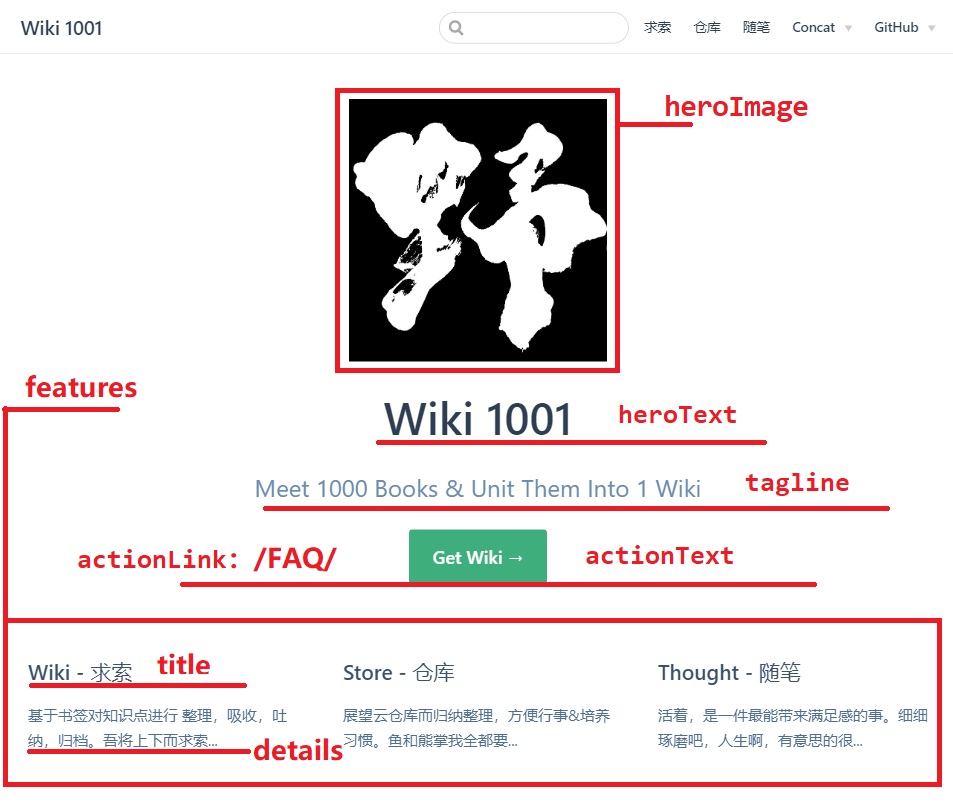 Wiki 1001
求索 仓库 随笔 Concat GitHub
heroImage
野
features
Wiki 1001 heroText
Meet 1000 Books & Unit Them Into 1 Wiki tagline
actionLink: /FAQ/ Get Wiki → actionText
Wiki - 求索 title
基于书签对知识点进行 整理，吸收，吐
纳，归档。吾将上下而求索...
details
Store - 仓库
展望云仓库而归纳整理，方便行事&培养
习惯。鱼和熊掌我全都要...
Thought - 随笔
活着，是一件最能带来满足感的事。细细
琢磨吧，人生啊，有意思的很...